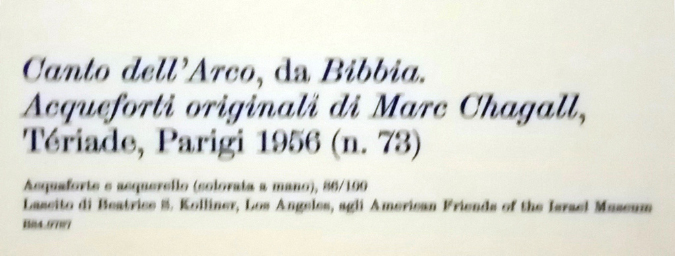 Canto dell'Arco, da Bibbia.
Acqueforti originali di Marc Chagall,
Tériade, Parigi 1956 (n. 73)
Acquaforte e acquerello (colorata a mano), 86/100
Lascito di Beatrice S. Kolliner, Los Angeles, agli American Friends of the Israel Museum